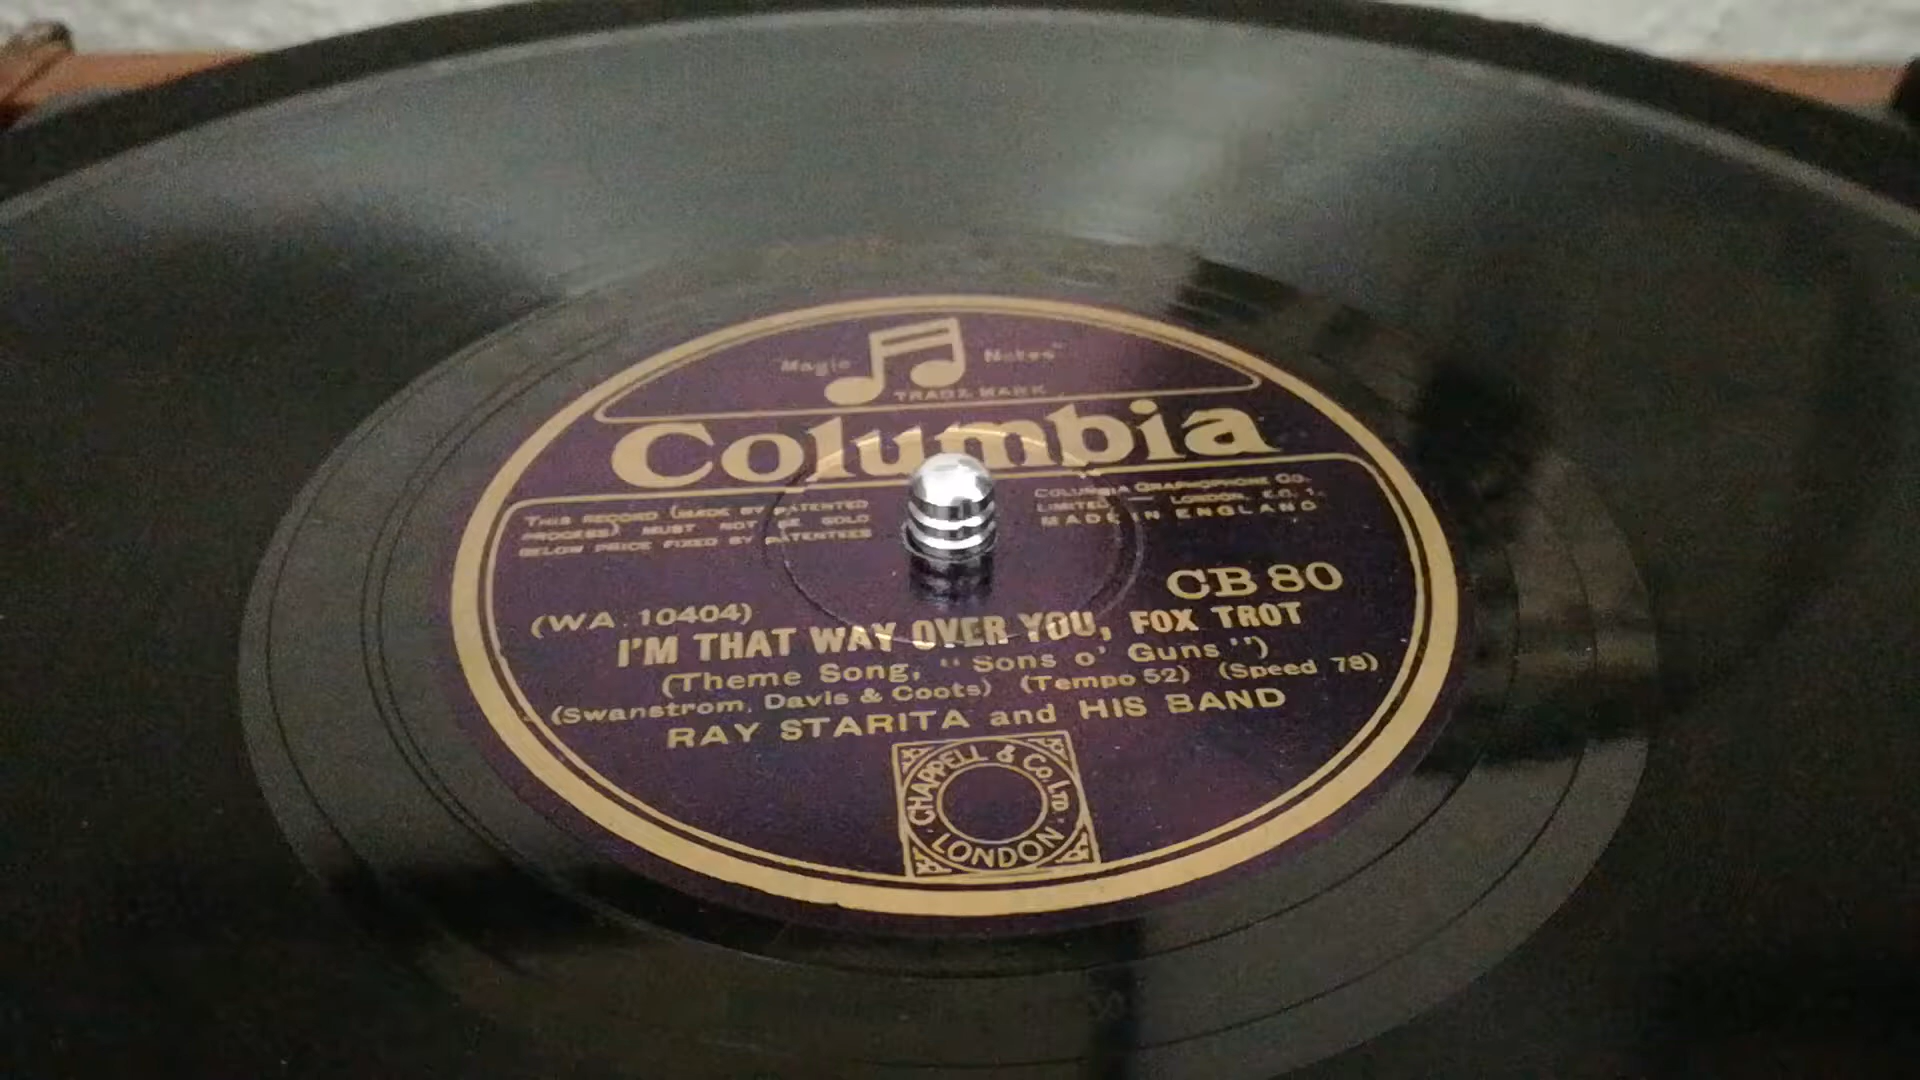 "Magic Notes"
TRADE MARK
Columbia
THIS RECORD (MADE BY PATENTED
PROCESS) MUST NOT BE SOLD
BELOW PRICE FIXED BY PATENTEES
COLUMBIA GRAPHOPHONE CO.
LIMITED — LONDON, E.C. 1.
MADE IN ENGLAND
CB 80
(WA 10404)
I'M THAT WAY OVER YOU, FOX TROT
(Theme Song, "Sons o' Guns")
(Swanstrom, Davis & Coots) (Tempo 52) (Speed 78)
RAY STARITA and HIS BAND
CHAPPELL & Co. LTD.
LONDON